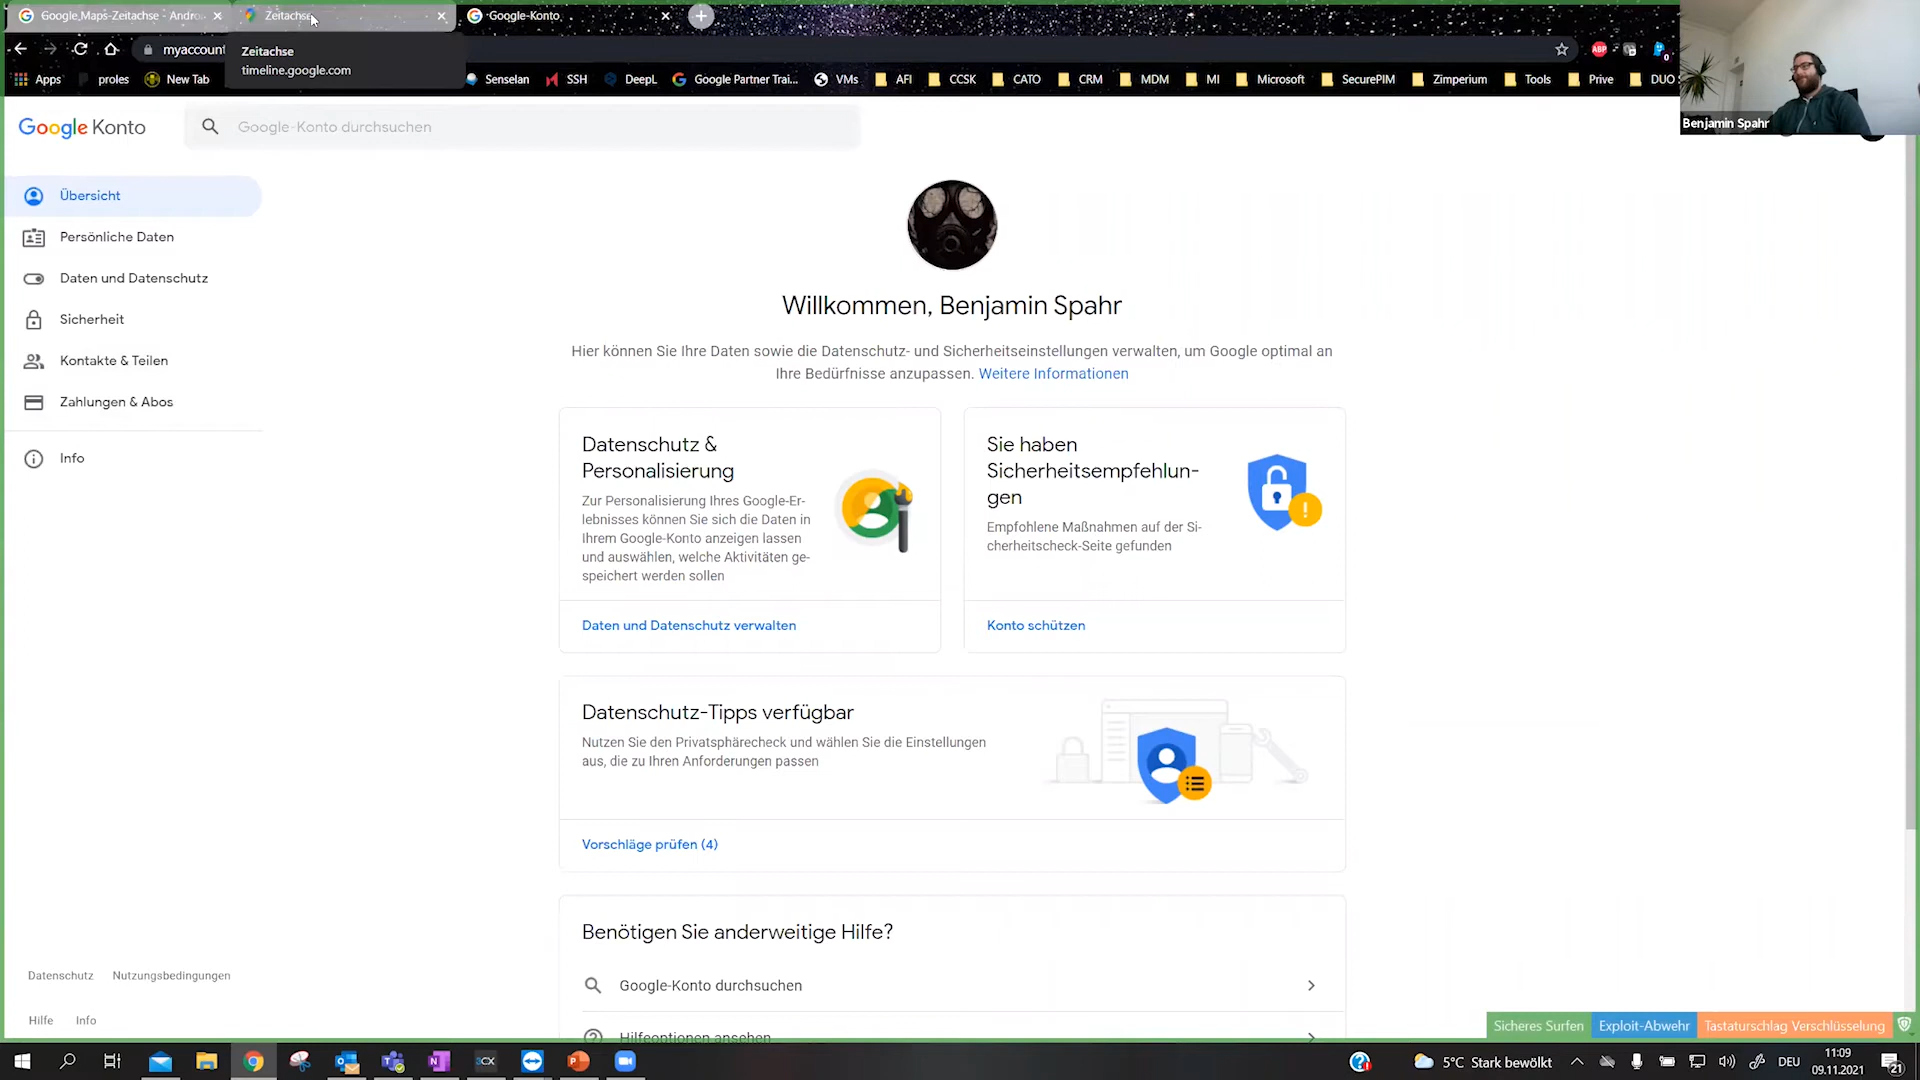 Google Maps-Zeitachse - Andro
Zeitachse
Google-Konto
myaccount
Zeitachse
timeline.google.com
Apps
proles
New Tab
Senselan
SSH
DeepL
Google Partner Trai...
VMs
AFI
CCSK
CATO
CRM
MDM
MI
Microsoft
SecurePIM
Zimperium
Tools
Prive
DUO
Benjamin Spahr
Google Konto
Google-Konto durchsuchen
Übersicht
Persönliche Daten
Daten und Datenschutz
Sicherheit
Kontakte & Teilen
Zahlungen & Abos
Info
Willkommen, Benjamin Spahr
Hier können Sie Ihre Daten sowie die Datenschutz- und Sicherheitseinstellungen verwalten, um Google optimal an
Ihre Bedürfnisse anzupassen. Weitere Informationen
Datenschutz &
Personalisierung
Zur Personalisierung Ihres Google-Er-
lebnisses können Sie sich die Daten in
Ihrem Google-Konto anzeigen lassen
und auswählen, welche Aktivitäten ge-
speichert werden sollen
Daten und Datenschutz verwalten
Sie haben
Sicherheitsempfehlun-
gen
Empfohlene Maßnahmen auf der Si-
cherheitscheck-Seite gefunden
Konto schützen
Datenschutz-Tipps verfügbar
Nutzen Sie den Privatsphärecheck und wählen Sie die Einstellungen
aus, die zu Ihren Anforderungen passen
Vorschläge prüfen (4)
Benötigen Sie anderweitige Hilfe?
Google-Konto durchsuchen
Hilfeoptionen ansehen
Datenschutz
Nutzungsbedingungen
Hilfe
Info
Sicheres Surfen
Exploit-Abwehr
Tastaturschlag Verschlüsselung
3CX
5°C Stark bewölkt
DEU
11:09
09.11.2021
21